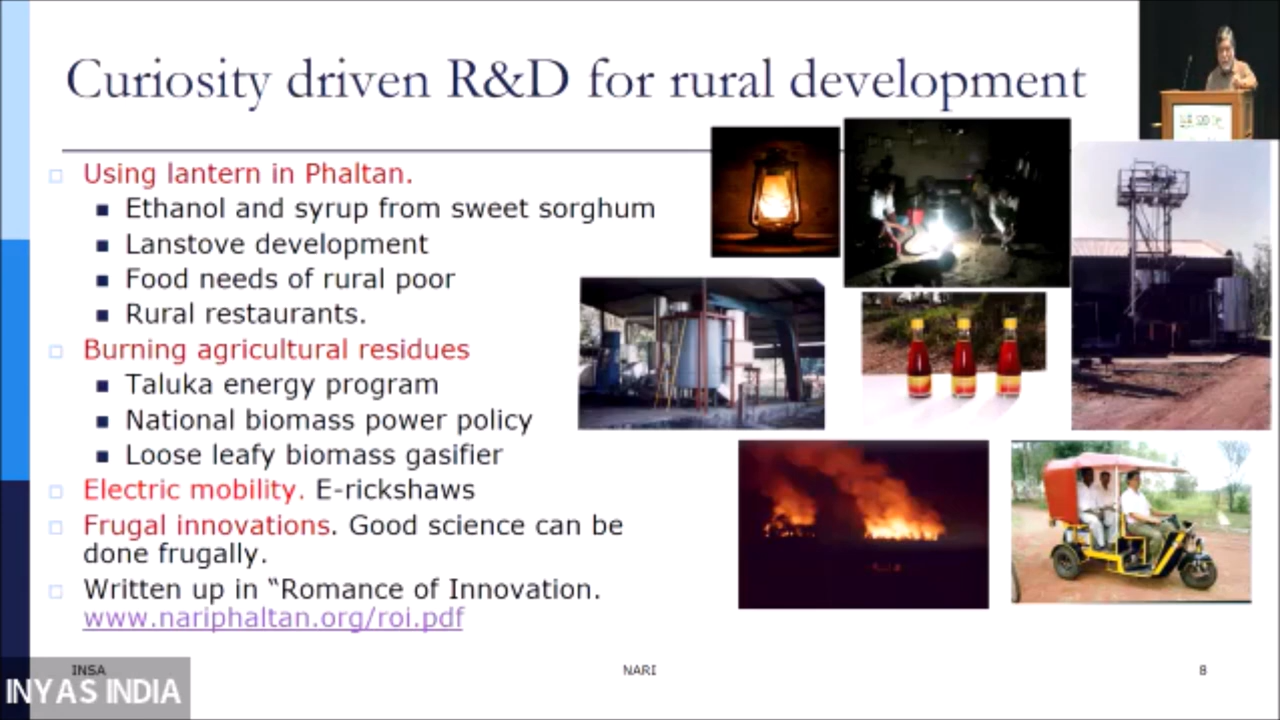 Curiosity driven R&D for rural development
Using lantern in Phaltan.
Ethanol and syrup from sweet sorghum
Lanstove development
Food needs of rural poor
Rural restaurants.
Burning agricultural residues
Taluka energy program
National biomass power policy
Loose leafy biomass gasifier
Electric mobility. E-rickshaws
Frugal innovations. Good science can be
done frugally.
Written up in “Romance of Innovation.
www.nariphaltan.org/roi.pdf
INSA
NARI
8
INYAS INDIA